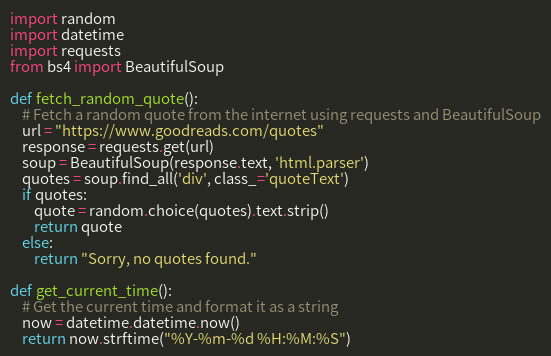 import random
import datetime
import requests
from bs4 import BeautifulSoup

def fetch_random_quote():
    # Fetch a random quote from the internet using requests and BeautifulSoup
    url = "https://www.goodreads.com/quotes"
    response = requests.get(url)
    soup = BeautifulSoup(response.text, 'html.parser')
    quotes = soup.find_all('div', class_='quoteText')
    if quotes:
        quote = random.choice(quotes).text.strip()
        return quote
    else:
        return "Sorry, no quotes found."

def get_current_time():
    # Get the current time and format it as a string
    now = datetime.datetime.now()
    return now.strftime("%Y-%m-%d %H:%M:%S")